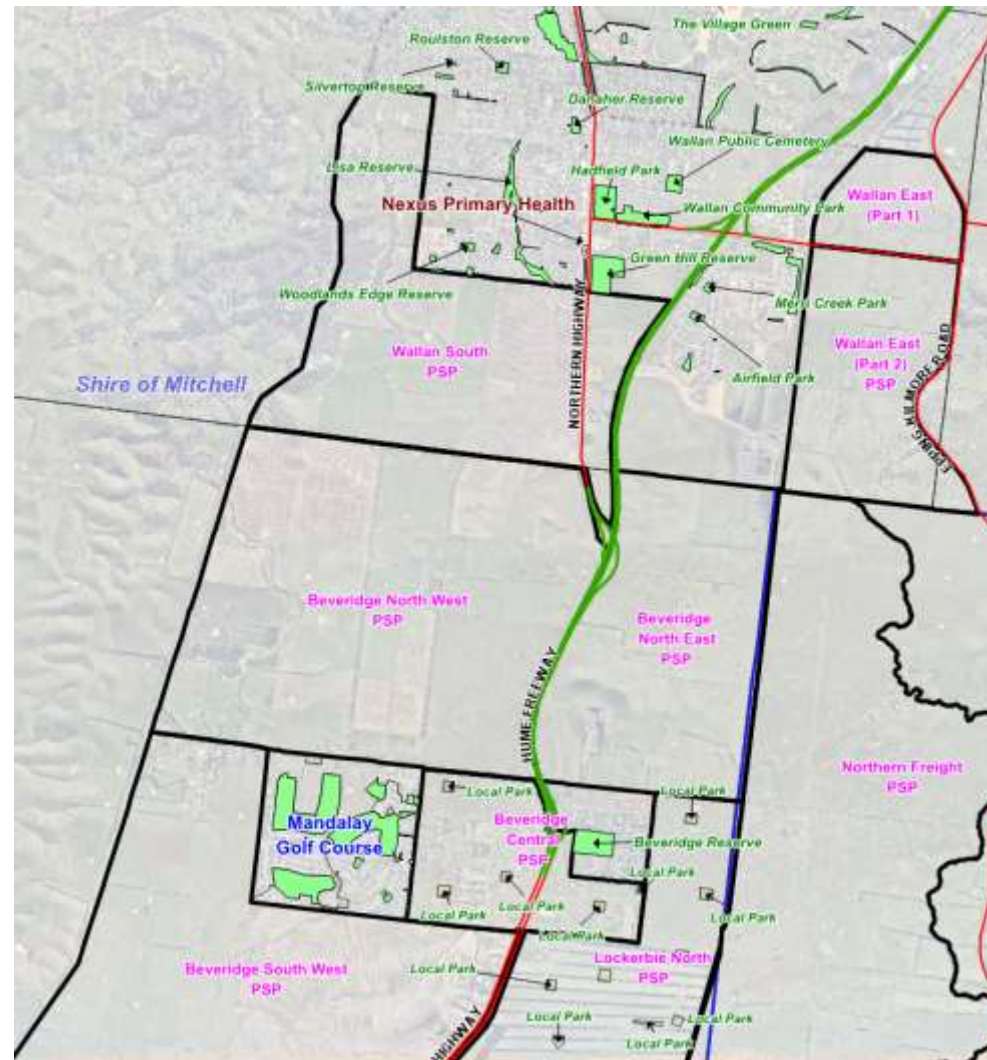 The Village Green
Roulston Reserve
Silvertop Reserve
Danaher Reserve
Wallan Public Cemetery
Lisa Reserve
Hadfield Park
Wallan East
(Part 1)
Nexus Primary Health
Wallan Community Park
Green Hill Reserve
Woodlands Edge Reserve
Merri Creek Park
NORTHERN HIGHWAY
Wallan South
PSP
Wallan East
(Part 2)
PSP
Airfield Park
Shire of Mitchell
EPPING KILMORE ROAD
Beveridge North West
PSP
Beveridge
North East
PSP
HUME FREEWAY
Northern Freight
PSP
Local Park
Local Park
Mandalay
Golf Course
Beveridge
Central
PSP
Beveridge Reserve
Local Park
Local Park
Local Park
Local Park
Local Park
Beveridge South West
PSP
Local Park
Lockerbie North
PSP
Local Park
Local Park
Local Park
HIGHWAY